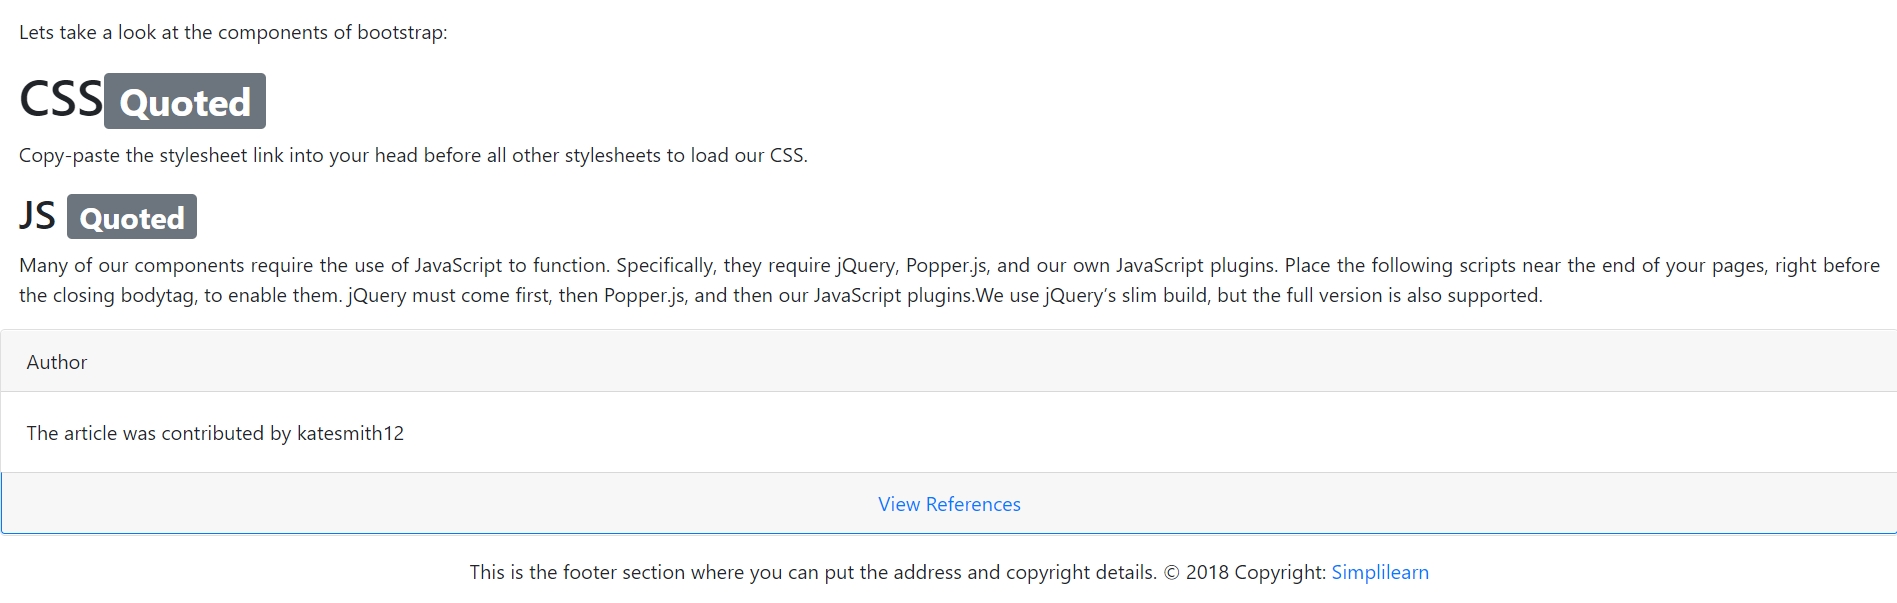 Lets take a look at the components of bootstrap:
CSS Quoted
Copy-paste the stylesheet link into your head before all other stylesheets to load our CSS.
JS Quoted
Many of our components require the use of JavaScript to function. Specifically, they require jQuery, Popper.js, and our own JavaScript plugins. Place the following scripts near the end of your pages, right before
the closing bodytag, to enable them. jQuery must come first, then Popper.js, and then our JavaScript plugins.We use jQuery’s slim build, but the full version is also supported.
Author
The article was contributed by katesmith12
View References
This is the footer section where you can put the address and copyright details. © 2018 Copyright: Simplilearn